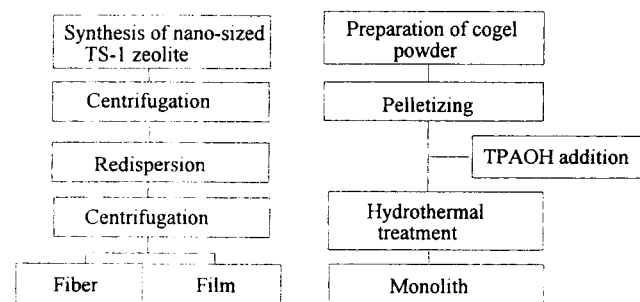 Synthesis of nano-sized
TS-1 zeolite
Centrifugation
Redispersion
Centrifugation
Fiber
Film
Preparation of cogel
powder
Pelletizing
TPAOH addition
Hydrothermal
treatment
Monolith